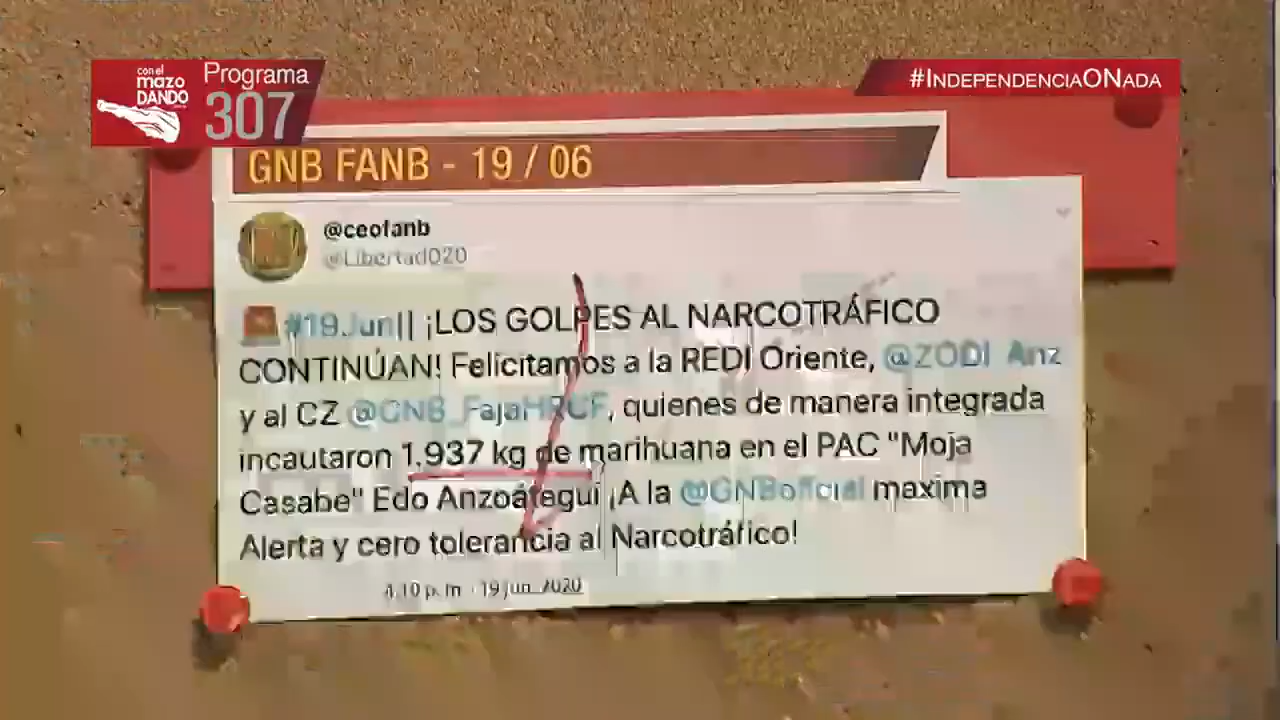 con el
mazo
DANDO
Programa
307
#INDEPENDENCIAONADA
GNB FANB - 19 / 06
@ceofanb
@Libertad020
#19Jun|| ¡LOS GOLPES AL NARCOTRÁFICO
CONTINÚAN! Felicitamos a la REDI Oriente, @ZODI_Anz
y al CZ @GNB_FajaHRCF, quienes de manera integrada
incautaron 1.937 kg de marihuana en el PAC "Moja
Casabe" Edo Anzoátegui ¡A la @GNBoficial maxima
Alerta y cero tolerancia al Narcotráfico!
4:10 p. m. · 19 jun. 2020